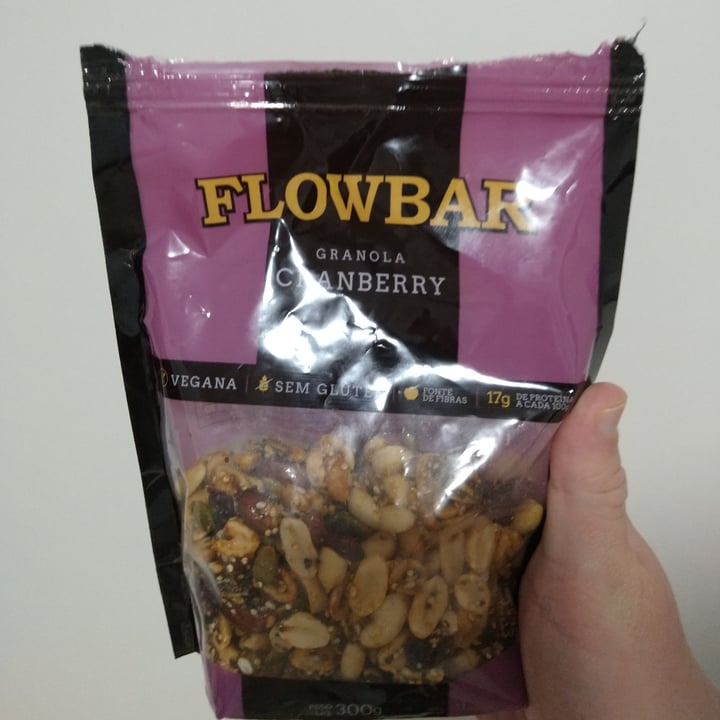 FLOWBAR
GRANOLA
CRANBERRY
VEGANA
SEM GLÚTEN
FONTE
DE FIBRAS
17g
DE PROTEÍNA
A CADA 100g
300g